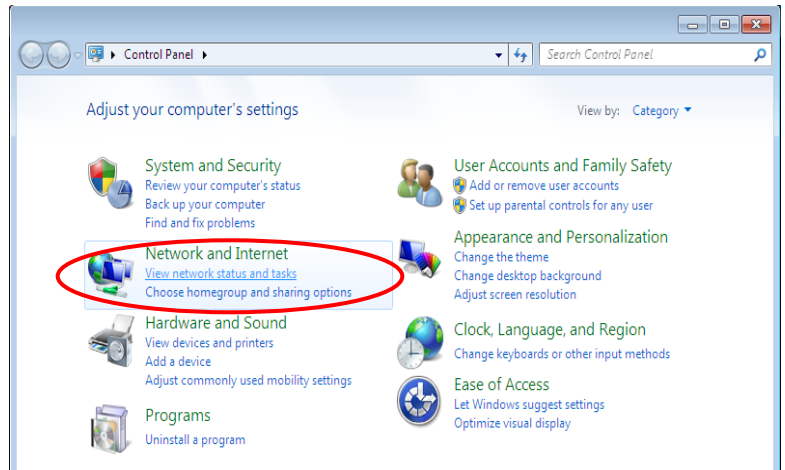 Control Panel
Search Control Panel
Adjust your computer's settings
View by: Category
System and Security
Review your computer's status
Back up your computer
Find and fix problems
Network and Internet
View network status and tasks
Choose homegroup and sharing options
Hardware and Sound
View devices and printers
Add a device
Adjust commonly used mobility settings
Programs
Uninstall a program
User Accounts and Family Safety
Add or remove user accounts
Set up parental controls for any user
Appearance and Personalization
Change the theme
Change desktop background
Adjust screen resolution
Clock, Language, and Region
Change keyboards or other input methods
Ease of Access
Let Windows suggest settings
Optimize visual display